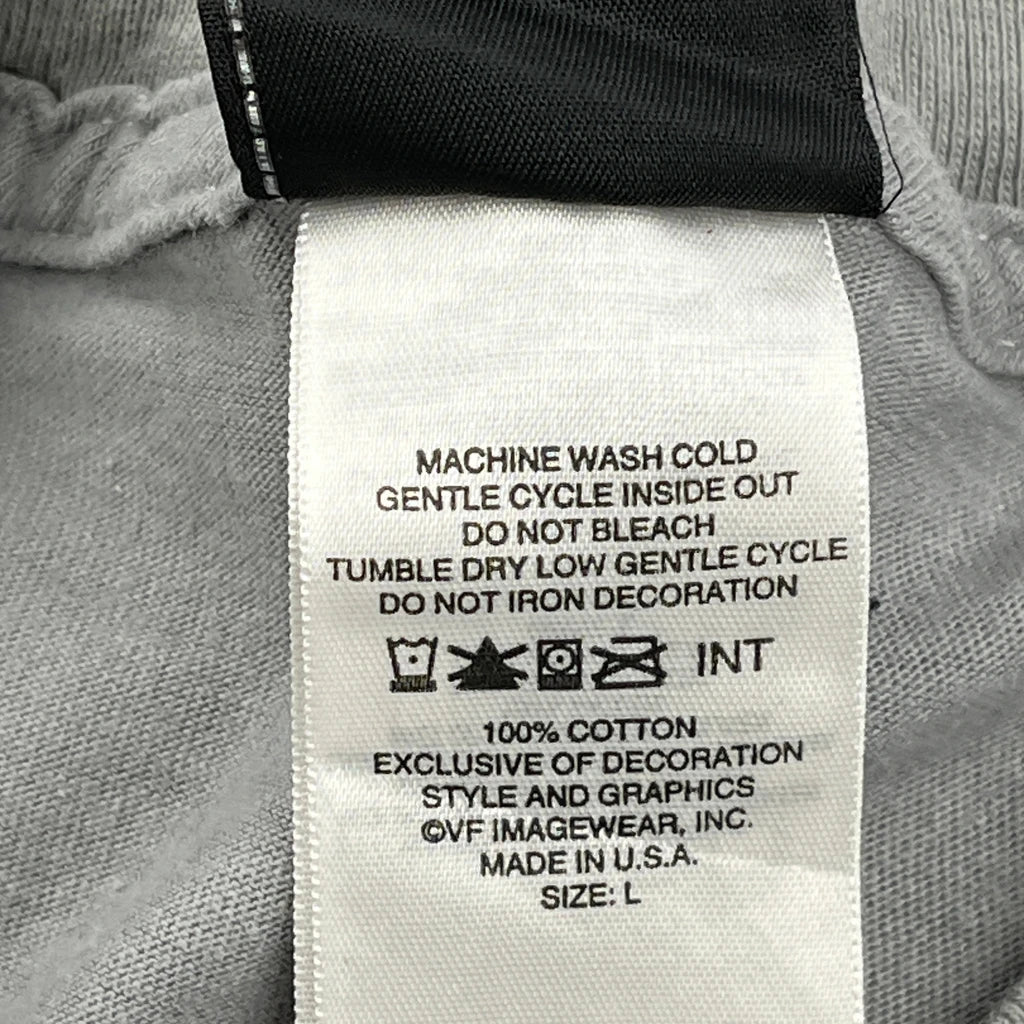 MACHINE WASH COLD
GENTLE CYCLE INSIDE OUT
DO NOT BLEACH
TUMBLE DRY LOW GENTLE CYCLE
DO NOT IRON DECORATION
INT
100% COTTON
EXCLUSIVE OF DECORATION
STYLE AND GRAPHICS
©VF IMAGEWEAR, INC.
MADE IN U.S.A.
SIZE: L